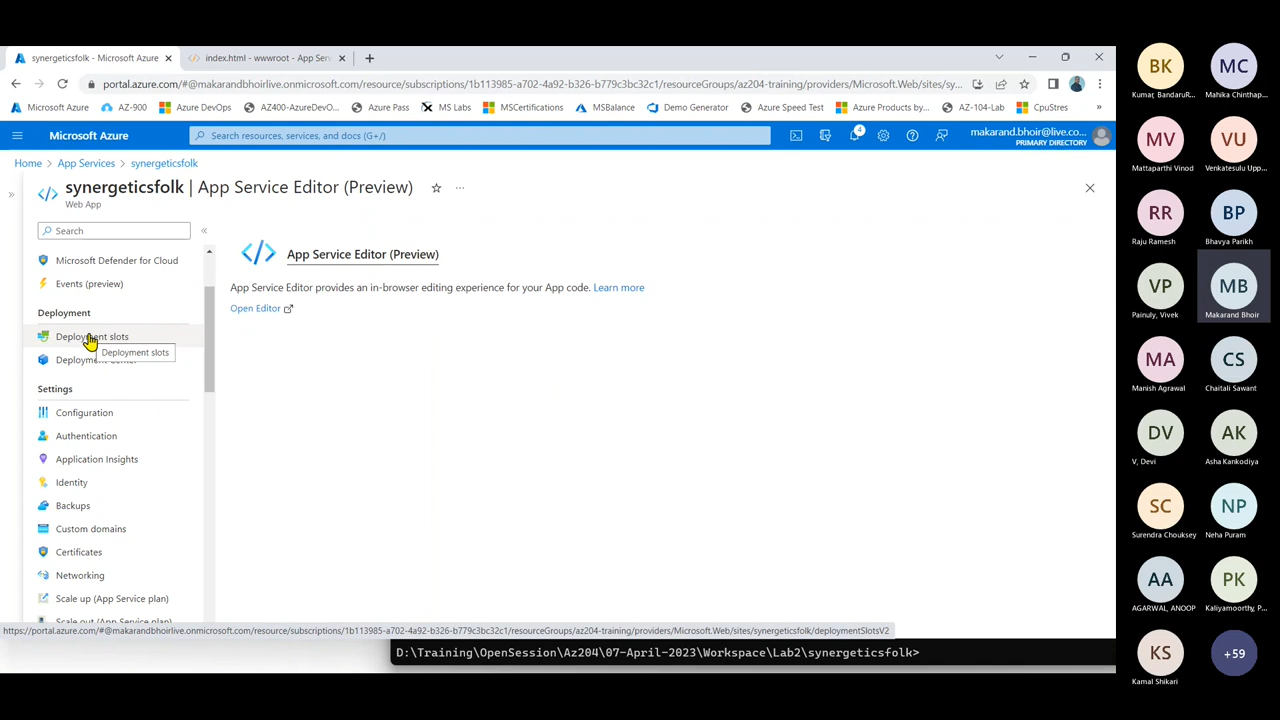 synergeticsfolk - Microsoft Azure
index.html - wwwroot - App Ser
portal.azure.com/#@makarandbhoirlive.onmicrosoft.com/resource/subscriptions/1b113985-a702-4a92-b326-b779c3bc32c1/resourceGroups/az204-training/providers/Microsoft.Web/sites/sy...
Microsoft Azure
AZ-900
Azure DevOps
AZ400-AzureDevO...
Azure Pass
MS Labs
MSCertifications
MSBalance
Demo Generator
Azure Speed Test
Azure Products by...
AZ-104-Lab
CpuStres
»
Microsoft Azure
Search resources, services, and docs (G+/)
4
makarand.bhoir@live.co...
PRIMARY DIRECTORY
Home > App Services > synergeticsfolk
synergeticsfolk | App Service Editor (Preview)
Web App
Search
Microsoft Defender for Cloud
Events (preview)
Deployment
Deployment slots
Deployment slots
Deployment Center
Settings
Configuration
Authentication
Application Insights
Identity
Backups
Custom domains
Certificates
Networking
Scale up (App Service plan)
Scale out (App Service plan)
App Service Editor (Preview)
App Service Editor provides an in-browser editing experience for your App code. Learn more
Open Editor
https://portal.azure.com/#@makarandbhoirlive.onmicrosoft.com/resource/subscriptions/1b113985-a702-4a92-b326-b779c3bc32c1/resourceGroups/az204-training/providers/Microsoft.Web/sites/synergeticsfolk/deploymentSlotsV2
D:\Training\OpenSession\Az204\07-April-2023\Workspace\Lab2\synergeticsfolk>
BK
Kumar, BandaruR...
MC
Mahika Chinthap...
MV
Mattaparthi Vinod
VU
Venkatesulu Upp...
RR
Raju Ramesh
BP
Bhavya Parikh
VP
Painuly, Vivek
MB
Makarand Bhoir
MA
Manish Agrawal
CS
Chaitali Sawant
DV
V, Devi
AK
Asha Kankodiya
SC
Surendra Chouksey
NP
Neha Puram
AA
AGARWAL, ANOOP
PK
Kaliyamoorthy, P...
KS
Kamal Shikari
+59